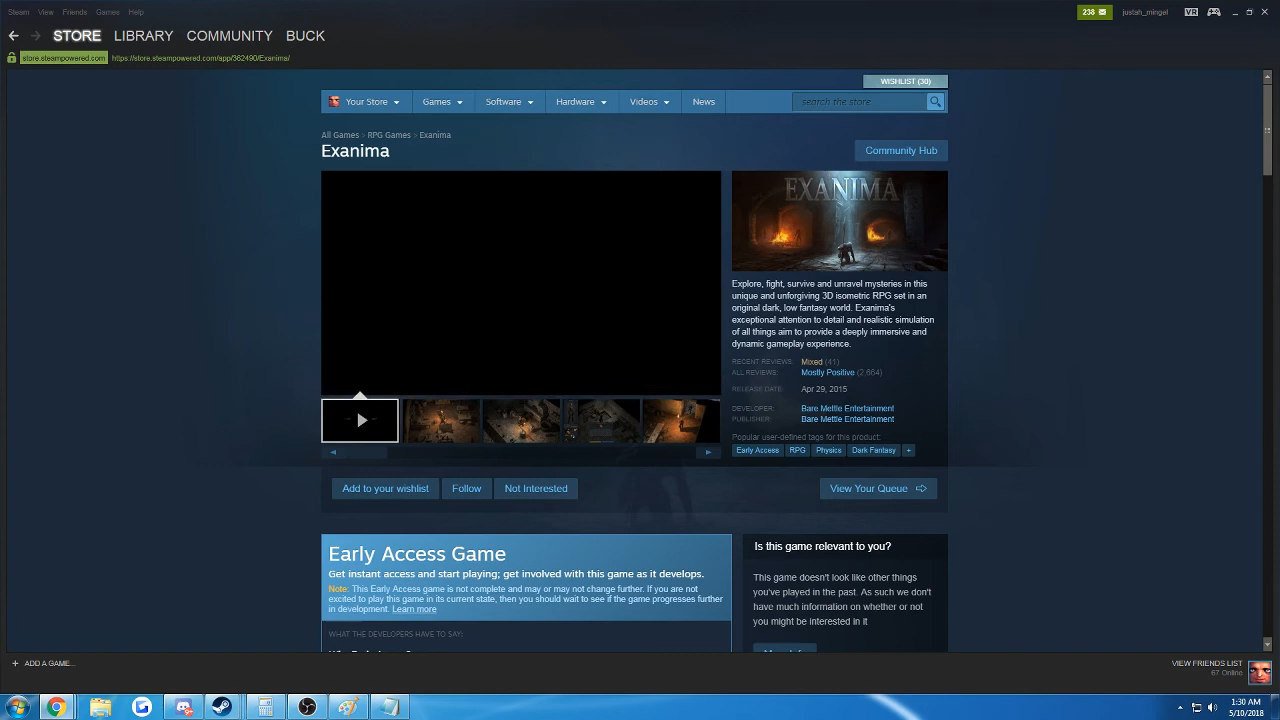 Steam View Friends Games Help
238
justah_mingel
VR
STORE LIBRARY COMMUNITY BUCK
store.steampowered.com https://store.steampowered.com/app/362490/Exanima/
WISHLIST (30)
Your Store Games Software Hardware Videos News
search the store
All Games > RPG Games > Exanima
Exanima
Community Hub
EXANIMA
Explore, fight, survive and unravel mysteries in this
unique and unforgiving 3D isometric RPG set in an
original dark, low fantasy world. Exanima's
exceptional attention to detail and realistic simulation
of all things aim to provide a deeply immersive and
dynamic gameplay experience.
RECENT REVIEWS: Mixed (41)
ALL REVIEWS: Mostly Positive (2,664)
RELEASE DATE: Apr 29, 2015
DEVELOPER: Bare Mettle Entertainment
PUBLISHER: Bare Mettle Entertainment
Popular user-defined tags for this product:
Early Access RPG Physics Dark Fantasy +
Add to your wishlist Follow Not Interested
View Your Queue
Early Access Game
Get instant access and start playing; get involved with this game as it develops.
Note: This Early Access game is not complete and may or may not change further. If you are not
excited to play this game in its current state, then you should wait to see if the game progresses further
in development. Learn more
WHAT THE DEVELOPERS HAVE TO SAY:
Is this game relevant to you?
This game doesn't look like other things
you've played in the past. As such we don't
have much information on whether or not
you might be interested in it
+ ADD A GAME...
VIEW FRIENDS LIST
67 Online
1:30 AM
5/10/2018